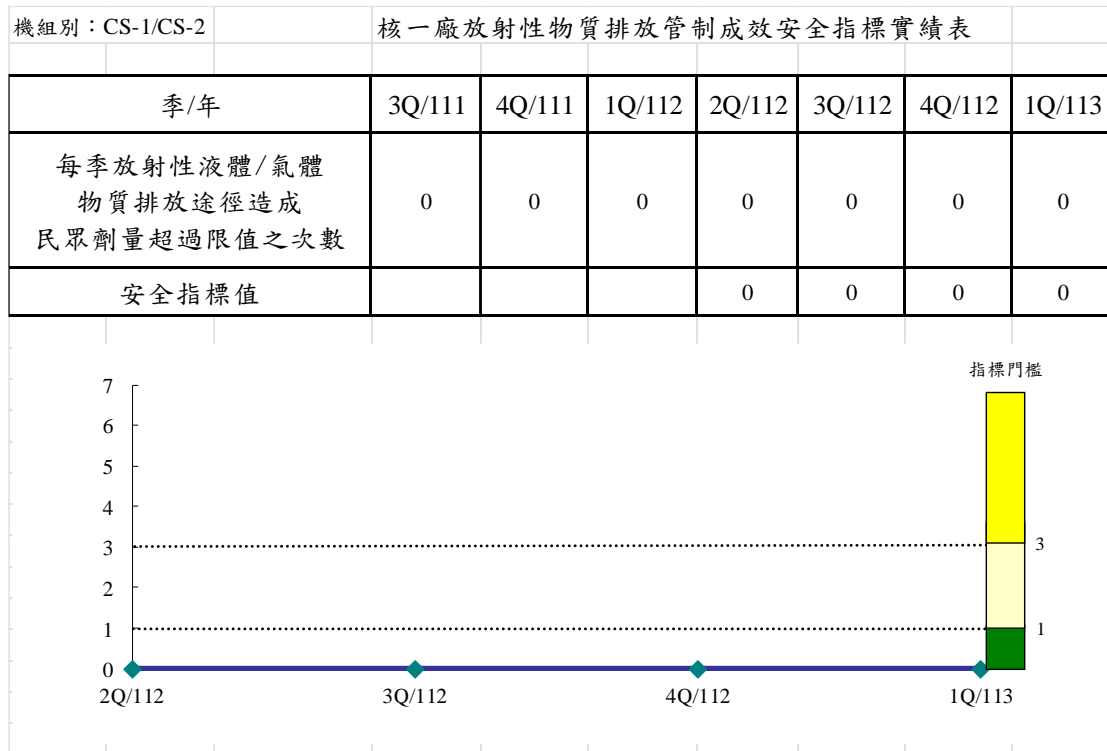 機組別：CS-1/CS-2 核一廠放射性物質排放管制成效安全指標實績表
季/年 3Q/111 4Q/111 1Q/112 2Q/112 3Q/112 4Q/112 1Q/113
每季放射性液體/氣體
物質排放途徑造成
民眾劑量超過限值之次數
0 0 0 0 0 0 0
安全指標值 0 0 0 0
指標門檻
7
6
5
4
3 3
2
1 1
0
2Q/112 3Q/112 4Q/112 1Q/113